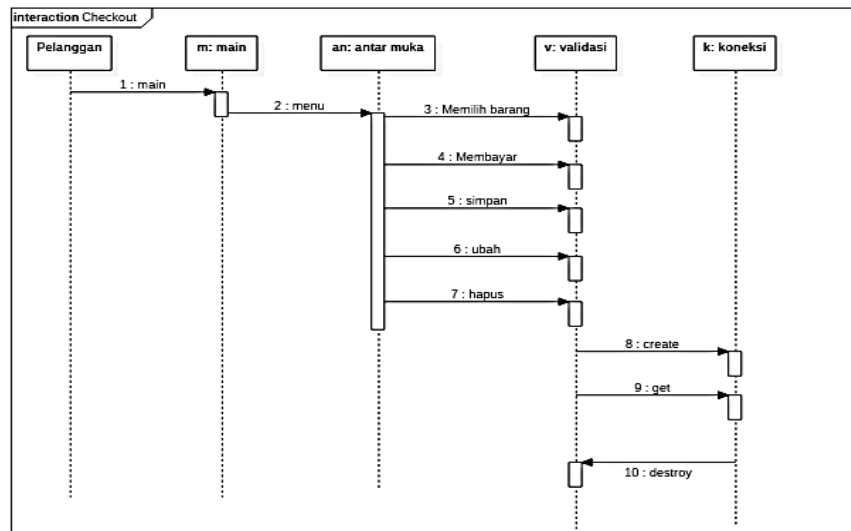 interaction Checkout
Pelanggan
m: main
an: antar muka
v: validasi
k: koneksi
1 : main
2 : menu
3 : Memilih barang
4 : Membayar
5 : simpan
6 : ubah
7 : hapus
8 : create
9 : get
10 : destroy